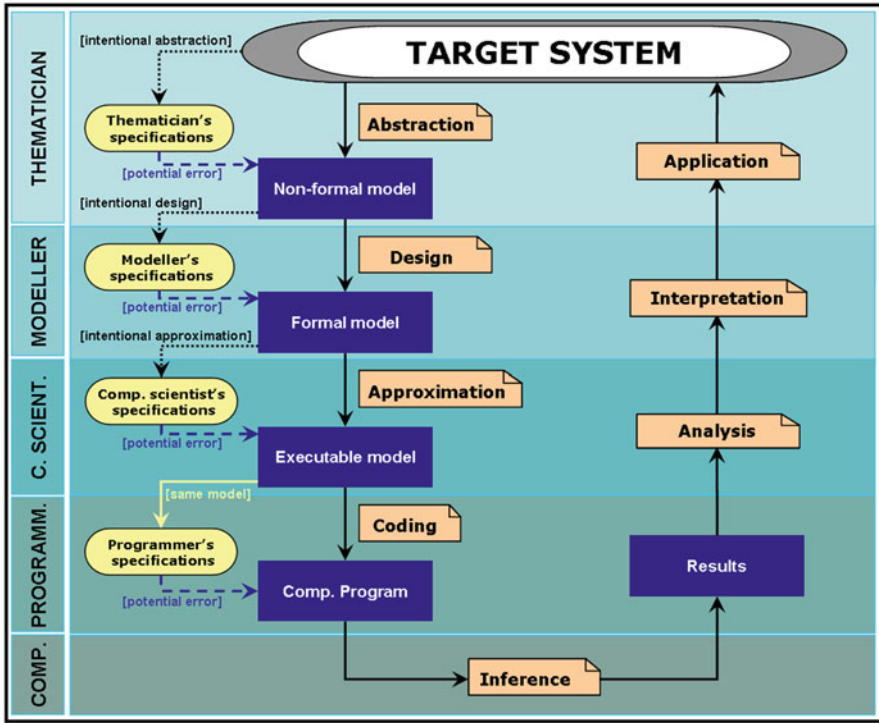 TARGET SYSTEM
[intentional abstraction]
THEMATICIAN
Thematician's
specifications
Abstraction
[potential error]
Non-formal model
Application
[intentional design]
MODELLER
Modeller's
specifications
Design
[potential error]
Formal model
Interpretation
[intentional approximation]
C. SCIENT.
Comp. scientist's
specifications
Approximation
[potential error]
Executable model
Analysis
[same model]
PROGRAMM.
Programmer's
specifications
Coding
[potential error]
Comp. Program
Results
COMP.
Inference